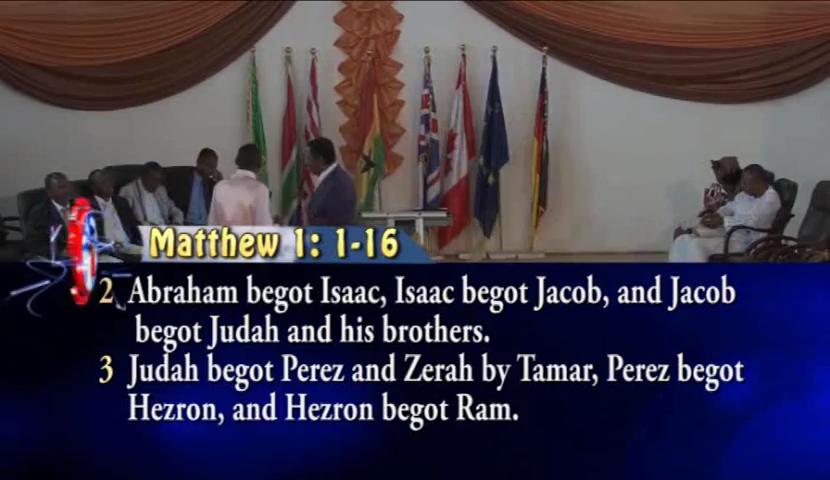 Matthew 1: 1-16
2 Abraham begot Isaac, Isaac begot Jacob, and Jacob
begot Judah and his brothers.
3 Judah begot Perez and Zerah by Tamar, Perez begot
Hezron, and Hezron begot Ram.